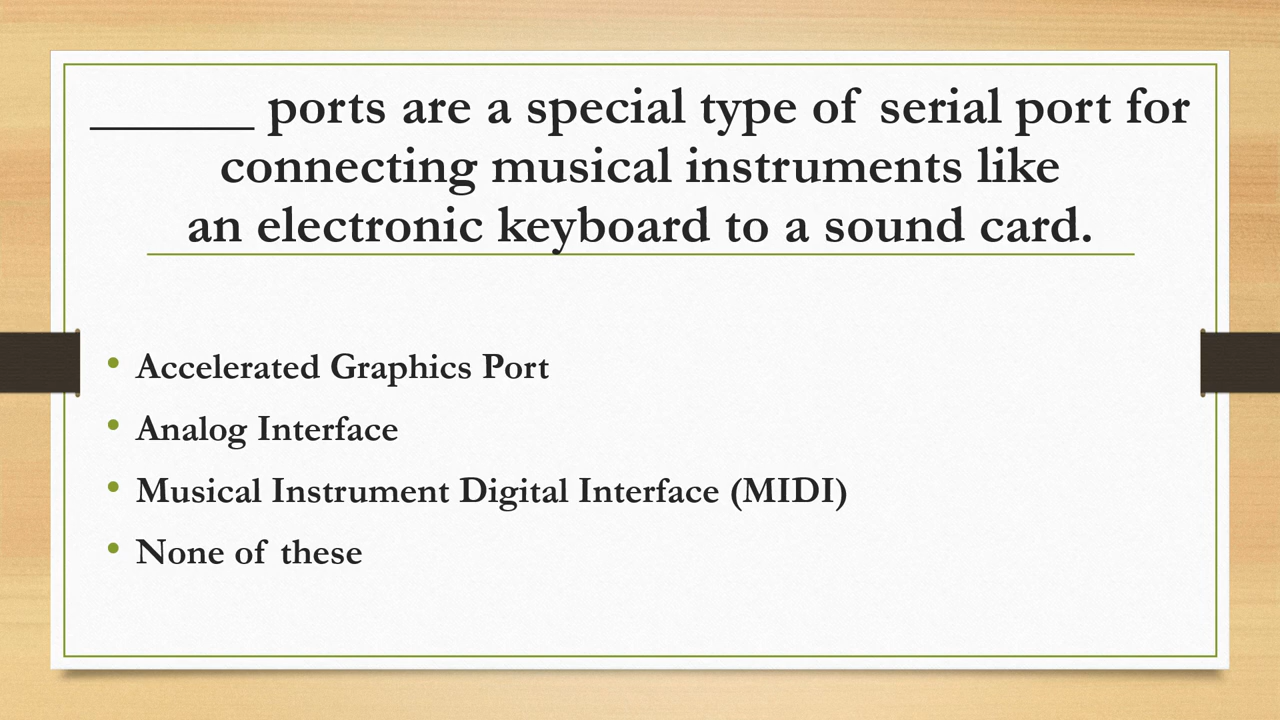 _______ ports are a special type of serial port for
connecting musical instruments like
an electronic keyboard to a sound card.
• Accelerated Graphics Port
• Analog Interface
• Musical Instrument Digital Interface (MIDI)
• None of these